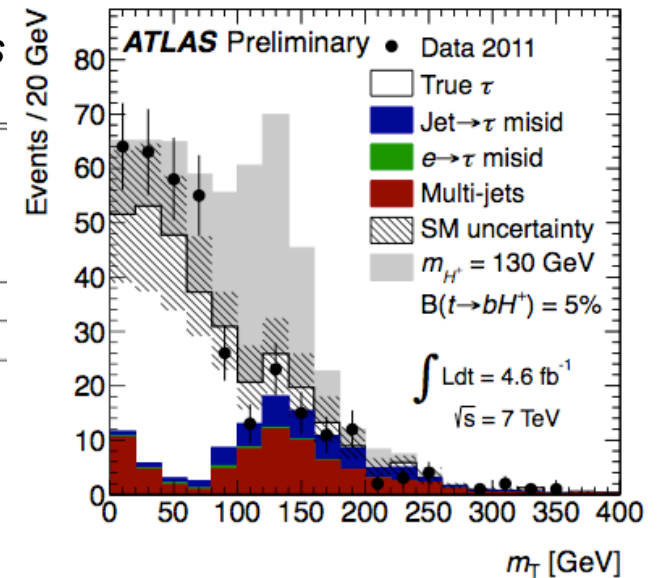 s
ATLAS Preliminary
Data 2011
True τ
Jet→τ misid
e→τ misid
Multi-jets
SM uncertainty
m_H⁺ = 130 GeV
B(t→bH⁺) = 5%
∫ Ldt = 4.6 fb⁻¹
√s = 7 TeV
Events / 20 GeV
80
70
60
50
40
30
20
10
0
0 50 100 150 200 250 300 350 400
m_T [GeV]